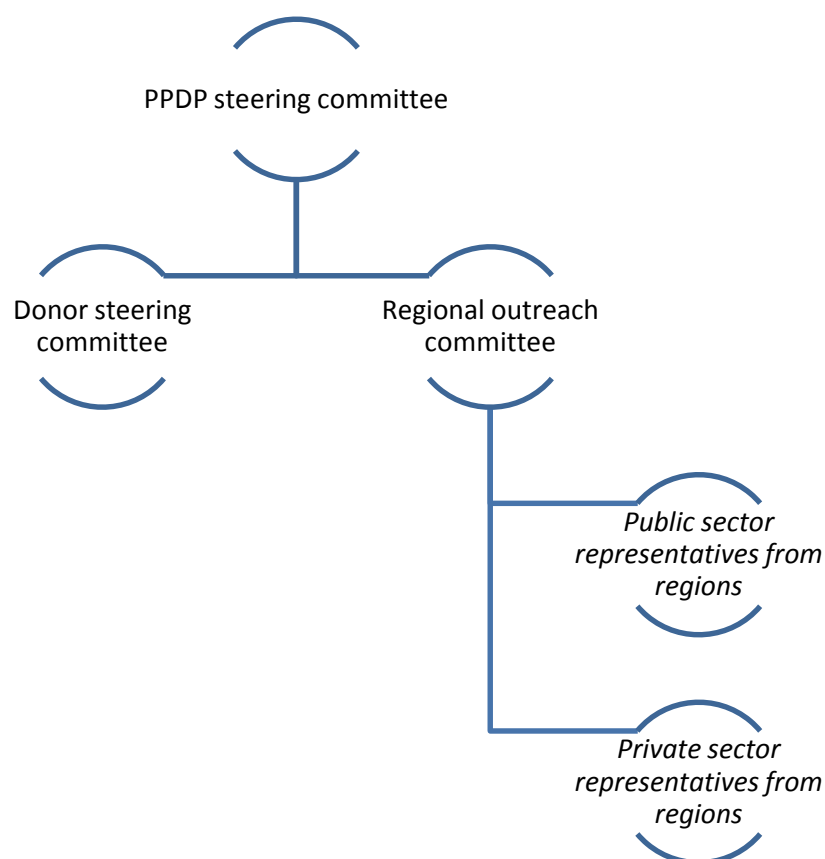 PPDP steering committee
Donor steering
committee
Regional outreach
committee
Public sector
representatives from
regions
Private sector
representatives from
regions